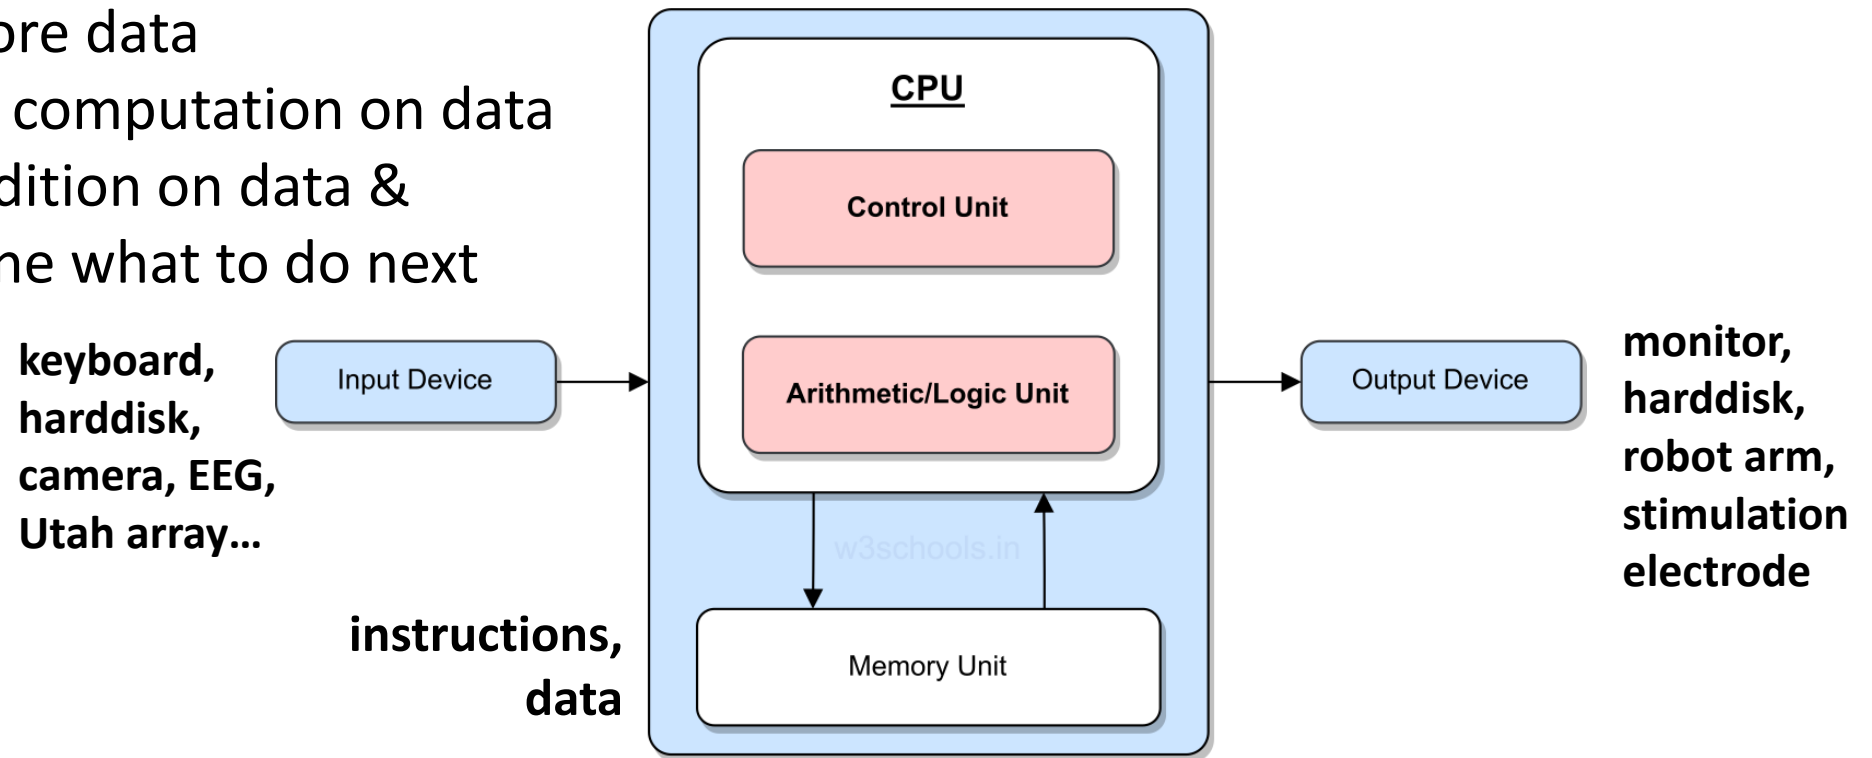 ore data
computation on data
dition on data &
ne what to do next
CPU
Control Unit
Arithmetic/Logic Unit
Input Device
Output Device
keyboard,
harddisk,
camera, EEG,
Utah array...
monitor,
harddisk,
robot arm,
stimulation
electrode
w3schools.in
instructions,
data
Memory Unit